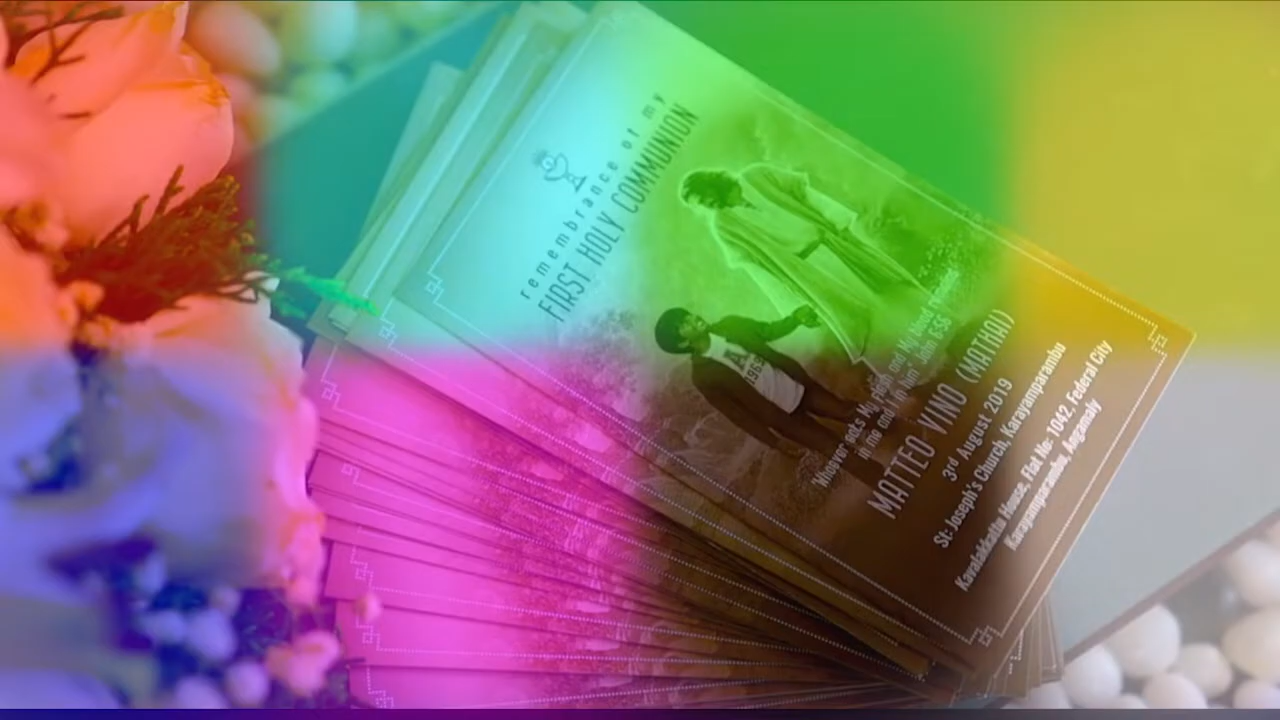 remembrance of my
FIRST HOLY COMMUNION
"Whoever eats My Flesh and My blood remains
in me and I in him" John 6:55
MATTEO VINO (MATHAI)
3rd August 2019
St: Joseph's Church, Karayamparambu
House, Flat No: 1042, Federal City
Karayamparambu, Angamaly
A
1963